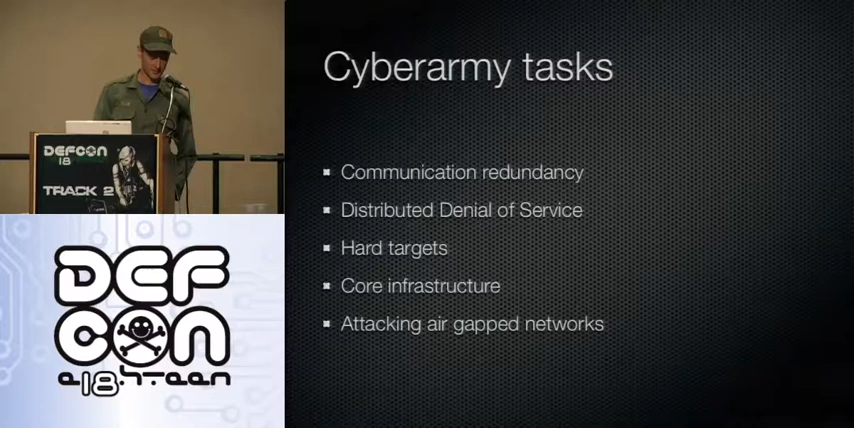 DEFCON
18
TRACK 2
DEF
CON
e18hteen
Cyberarmy tasks
Communication redundancy
Distributed Denial of Service
Hard targets
Core infrastructure
Attacking air gapped networks